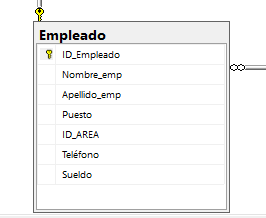 Empleado
ID_Empleado
Nombre_emp
Apellido_emp
Puesto
ID_AREA
Teléfono
Sueldo